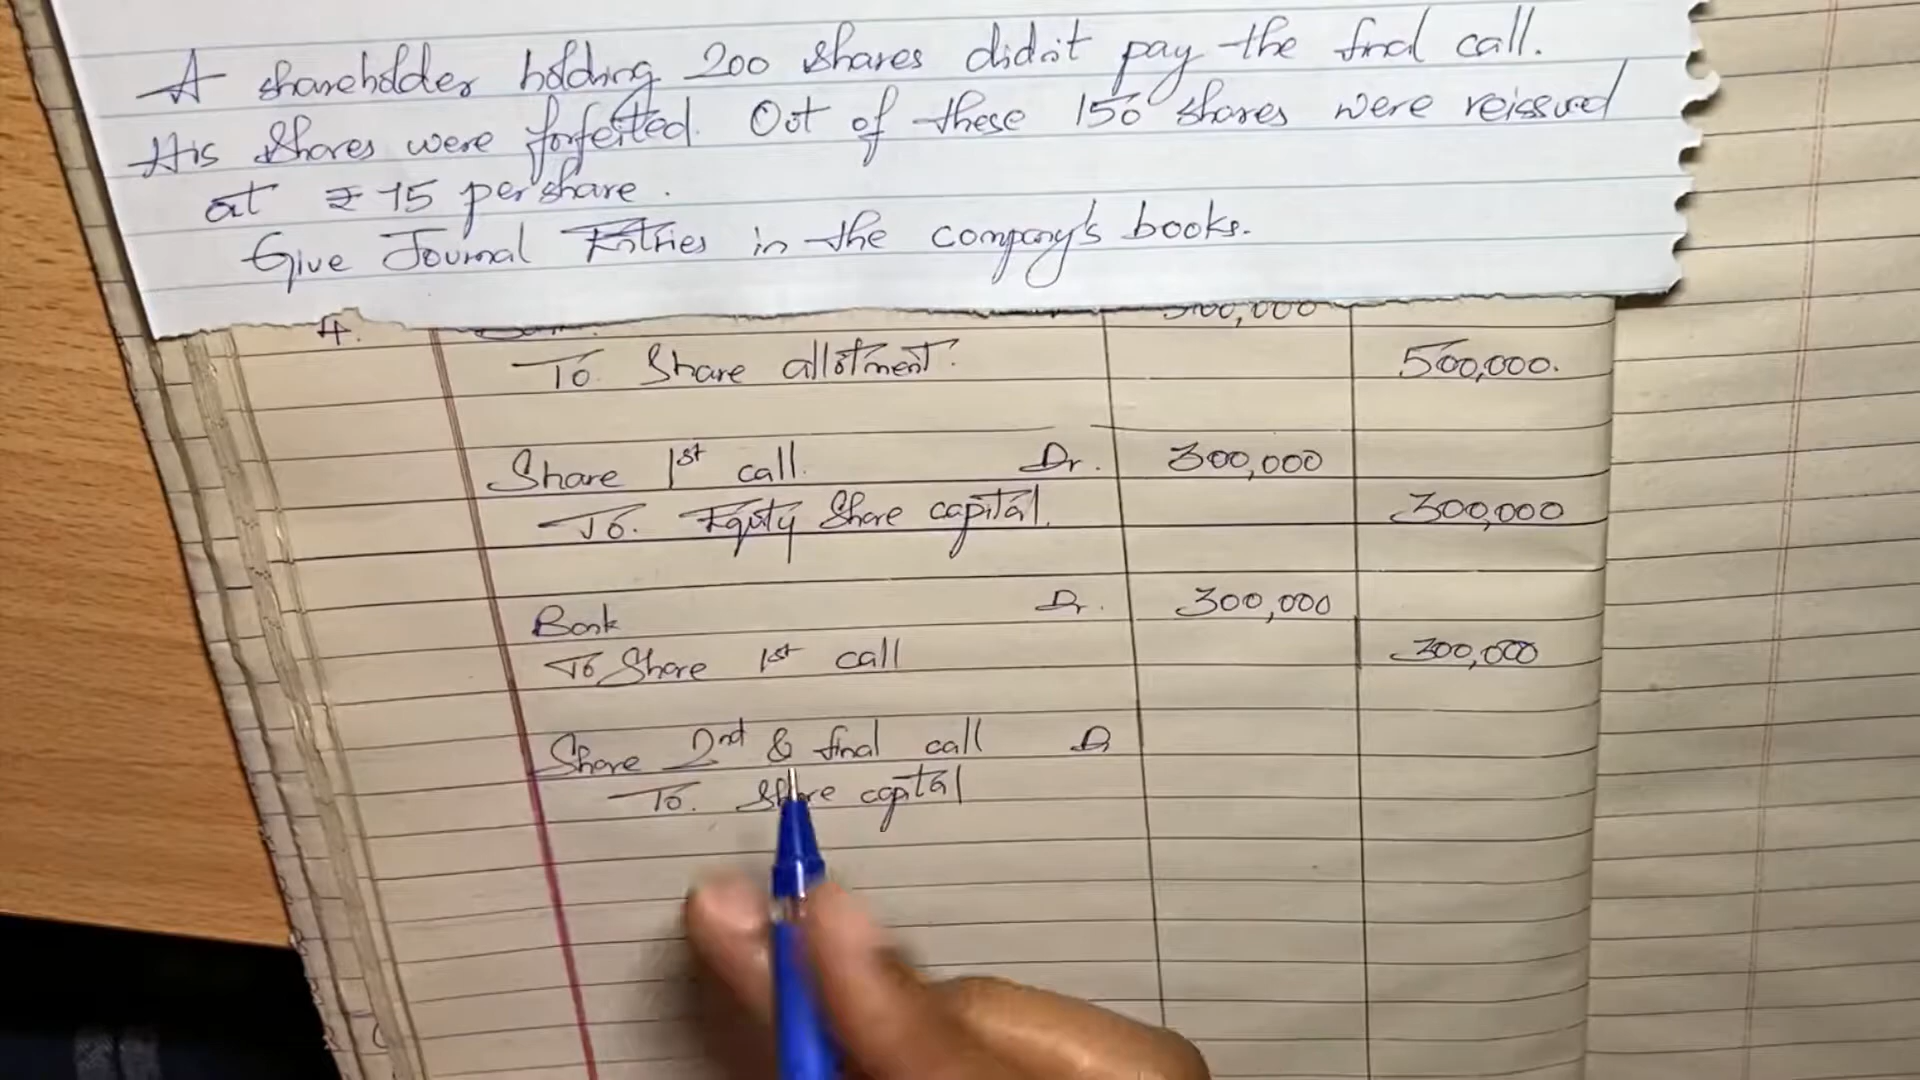 A shareholder holding 200 shares didn't pay the final call.
His shares were forfeited. Out of these 150 shares were reissued
at ₹ 15 per share.
Give Journal Entries in the company's books.
4.
To Share allotment. 500,000.
Share 1st call. Dr. 300,000
To. Equity Share capital. 300,000
Bank Dr. 300,000
To Share 1st call 300,000
Share 2nd & final call D
To. Share capital